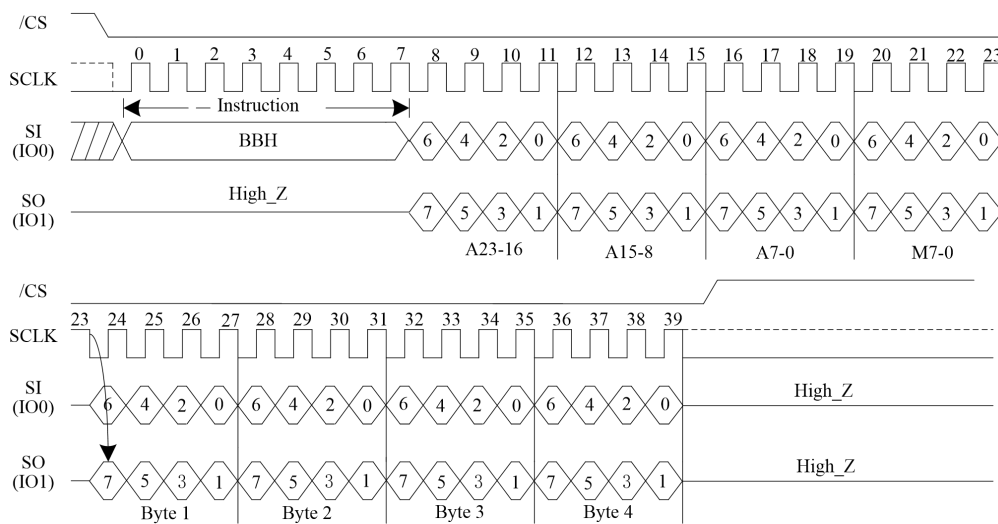 /CS
0 1 2 3 4 5 6 7 8 9 10 11 12 13 14 15 16 17 18 19 20 21 22 23
SCLK
Instruction
SI
(IO0)
BBH
6 4 2 0 6 4 2 0 6 4 2 0 6 4 2 0
High_Z
SO
(IO1)
7 5 3 1 7 5 3 1 7 5 3 1 7 5 3 1
A23-16 A15-8 A7-0 M7-0
/CS
23 24 25 26 27 28 29 30 31 32 33 34 35 36 37 38 39
SCLK
SI
(IO0)
6 4 2 0 6 4 2 0 6 4 2 0 6 4 2 0
High_Z
SO
(IO1)
7 5 3 1 7 5 3 1 7 5 3 1 7 5 3 1
High_Z
Byte 1 Byte 2 Byte 3 Byte 4